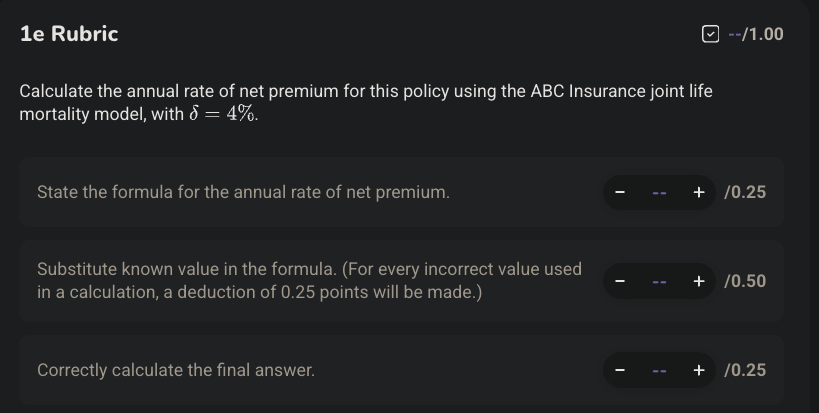 1e Rubric
--/1.00
Calculate the annual rate of net premium for this policy using the ABC Insurance joint life
mortality model, with δ = 4%.
State the formula for the annual rate of net premium.
− -- + /0.25
Substitute known value in the formula. (For every incorrect value used
in a calculation, a deduction of 0.25 points will be made.)
− -- + /0.50
Correctly calculate the final answer.
− -- + /0.25